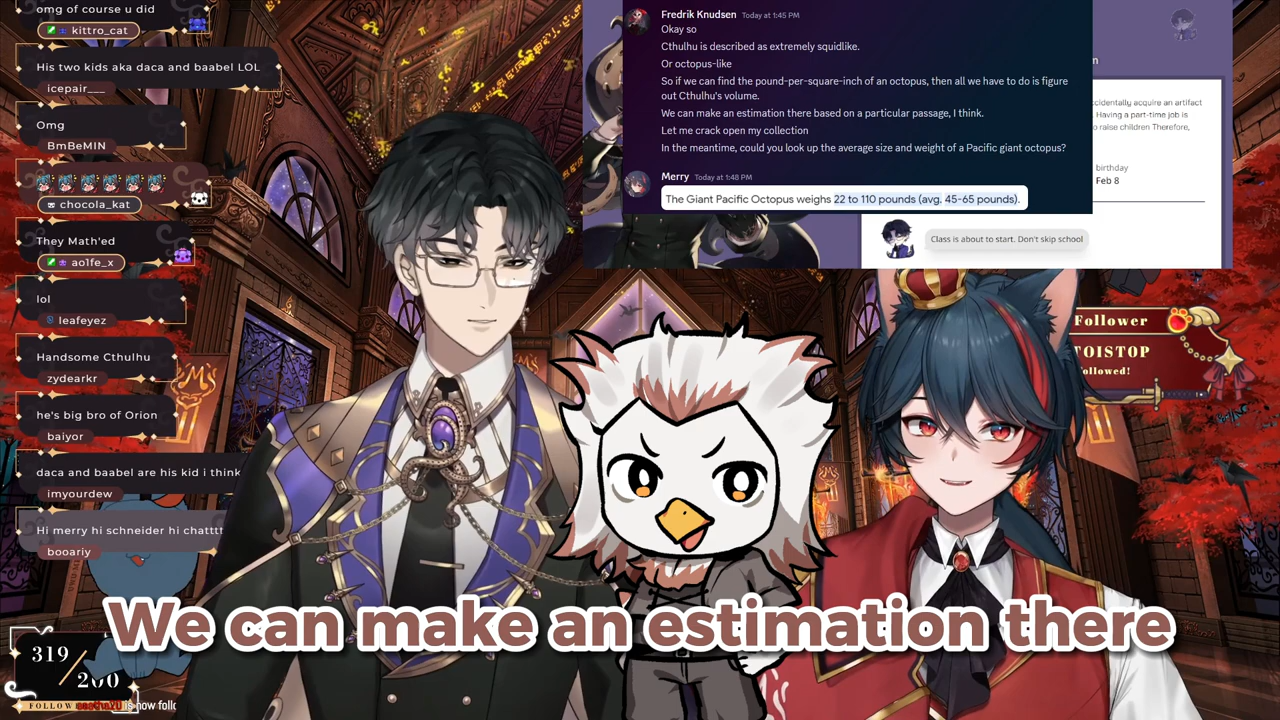 omg of course u did
kittro_cat
His two kids aka daca and baabel LOL
icepair___
Omg
BmBeMIN
chocola_kat
They Math'ed
ao1fe_x
lol
leafeyez
Handsome Cthulhu
zydearkr
he's big bro of Orion
baiyor
daca and baabel are his kid i think
imyourdew
Hi merry hi schneider hi chatttt
booariy
319/200
FOLLOW
is now foll
Fredrik Knudsen Today at 1:45 PM
Okay so
Cthulhu is described as extremely squidlike.
Or octopus-like
So if we can find the pound-per-square-inch of an octopus, then all we have to do is figure
out Cthulhu's volume.
We can make an estimation there based on a particular passage, I think.
Let me crack open my collection
In the meantime, could you look up the average size and weight of a Pacific giant octopus?
Merry Today at 1:48 PM
The Giant Pacific Octopus weighs 22 to 110 pounds (avg. 45-65 pounds).
ccidentally acquire an artifact
Having a part-time job is
o raise children Therefore,
birthday
Feb 8
Class is about to start. Don't skip school
Follower
TOISTOP
followed!
We can make an estimation there